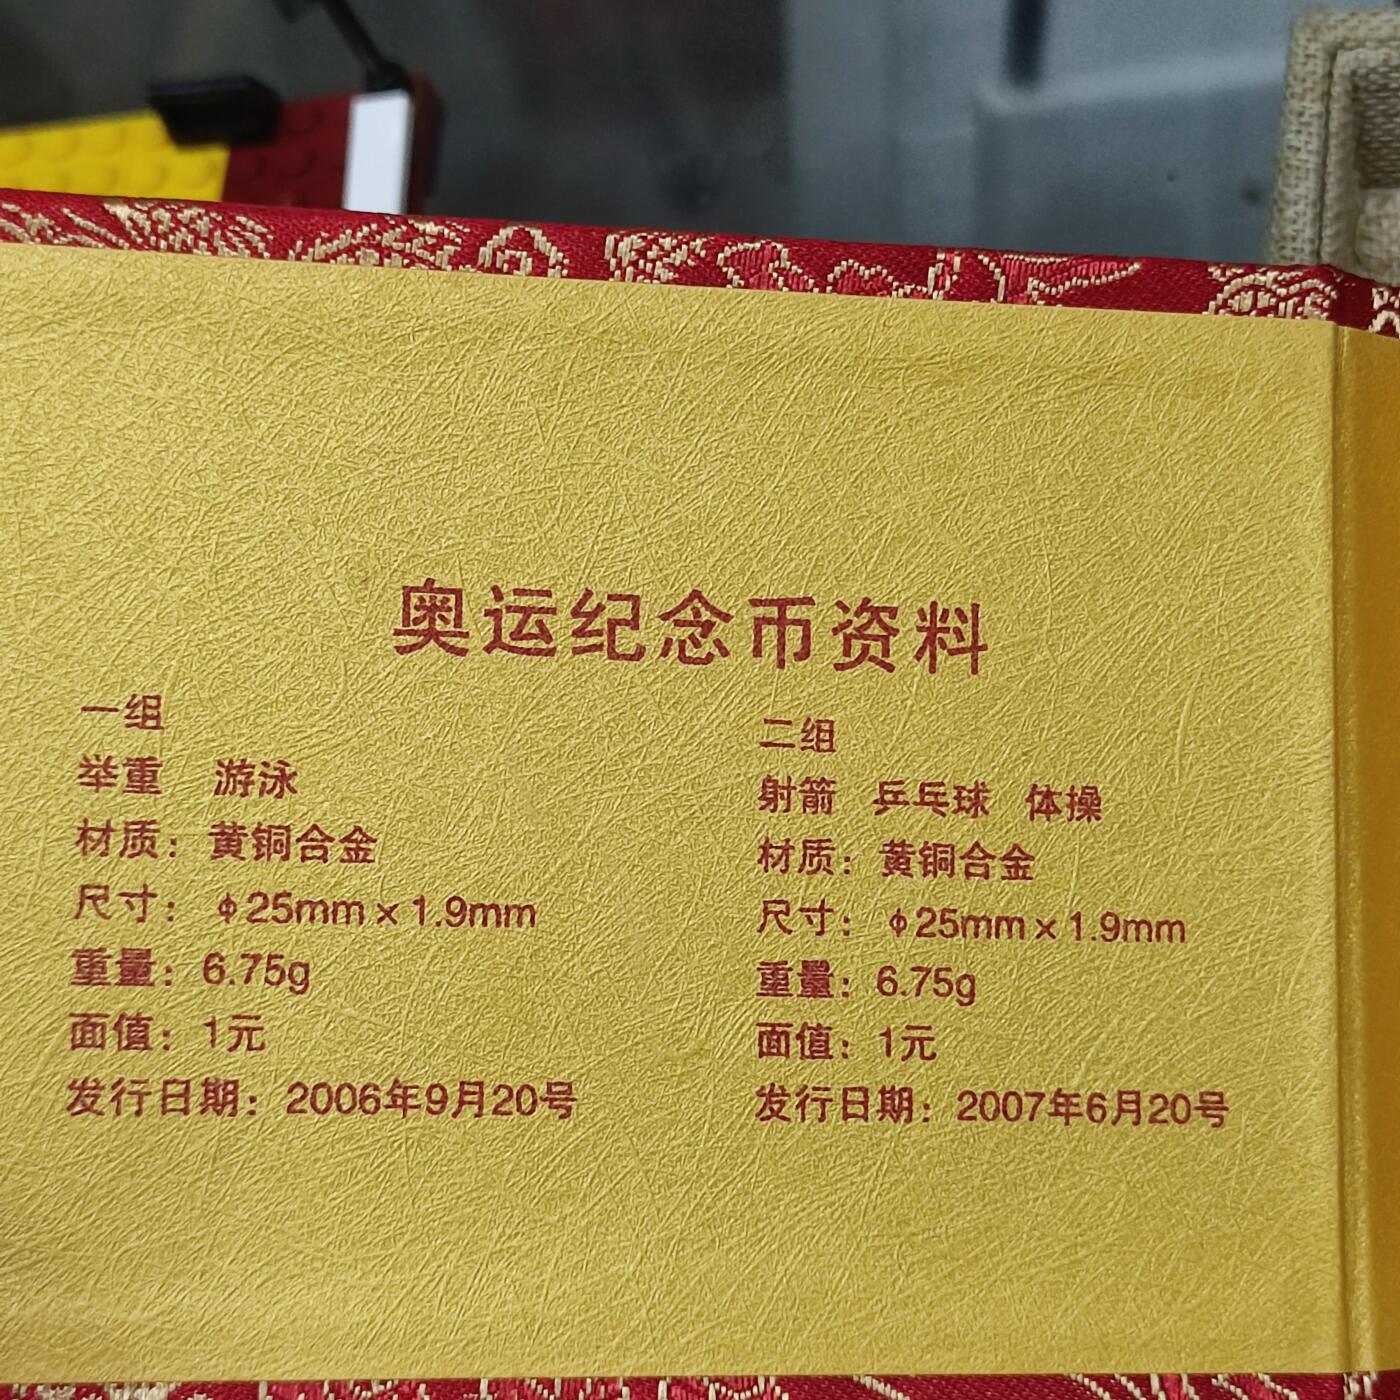 奥运纪念币资料
一组
举重 游泳
材质：黄铜合金
尺寸：ф25mm×1.9mm
重量：6.75g
面值：1元
发行日期：2006年9月20号
二组
射箭 乒乓球 体操
材质：黄铜合金
尺寸：ф25mm×1.9mm
重量：6.75g
面值：1元
发行日期：2007年6月20号